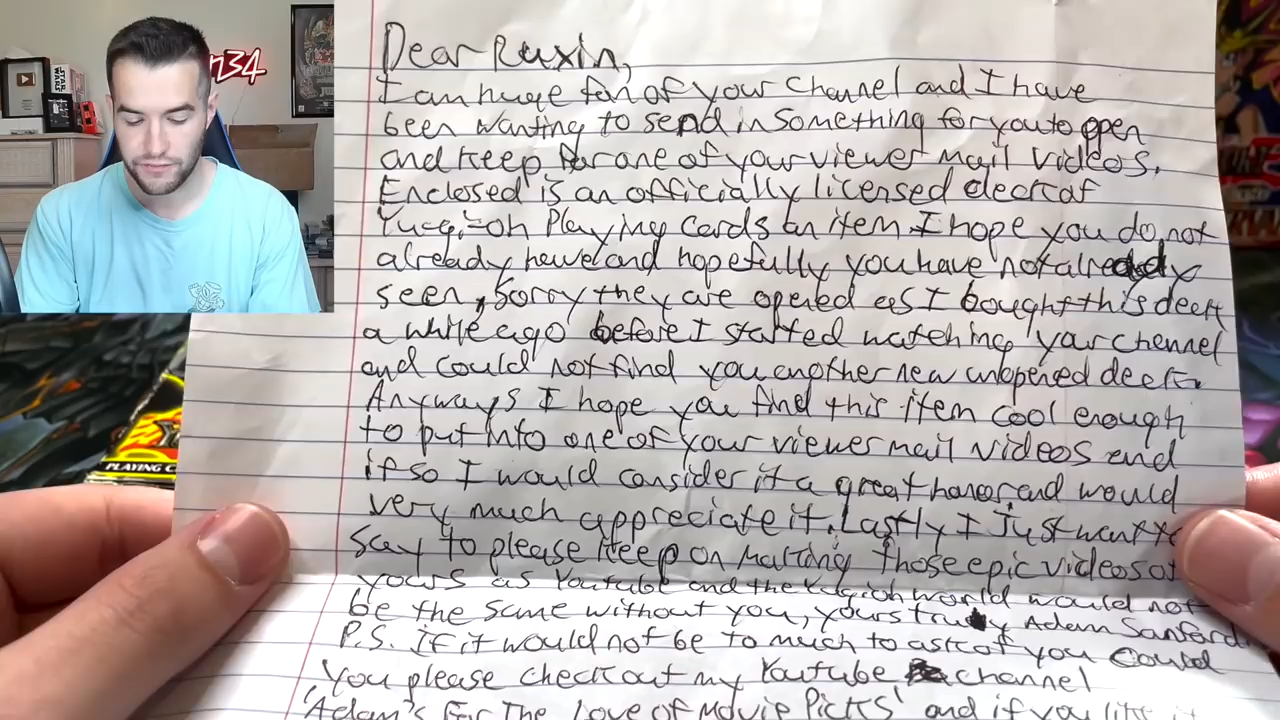 n34
STAR
WARS
PLAYING C
Dear Ruxin,
I am huge fan of your Channel and I have
been wanting to send in something for you to open
and keep for one of your viewer mail videos.
Enclosed is an officially licensed deck of
Yu-gi-oh Playing Cards an item I hope you do not
already have and hopefully you have not already
seen, sorry they are opened as I bought this deck
a while ago before I started watching your channel
and could not find you another new unopened deck.
Anyways I hope you find this item cool enough
to put into one of your viewer mail videos and
if so I would consider it a great honor and would
very much appreciate it. Lastly I Just want to
say to please keep on making those epic videos of
yours as Youtube and the Yugioh world would not
be the same without you, yours truly Adam Sanford.
P.S. if it would not be to much to ask of you could
you please check out my Youtube channel
'Adam's For The Love of Movie Picks' and if you like it